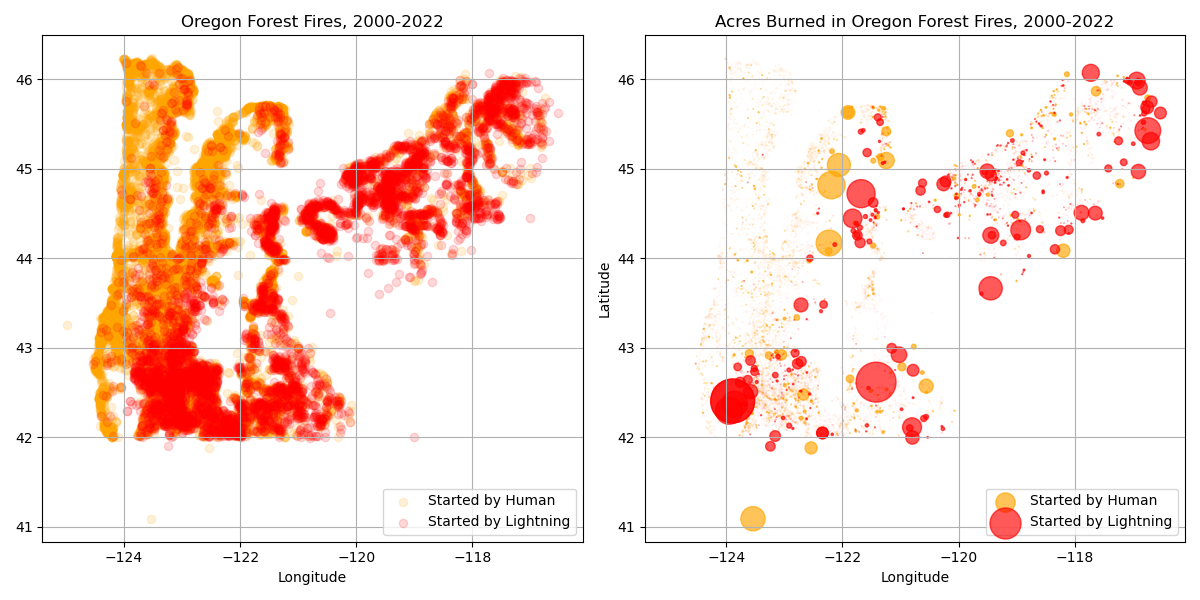 Oregon Forest Fires, 2000-2022
46
45
44
43
42
41
−124
−122
−120
−118
Longitude
Started by Human
Started by Lightning
Acres Burned in Oregon Forest Fires, 2000-2022
Latitude
46
45
44
43
42
41
−124
−122
−120
−118
Longitude
Started by Human
Started by Lightning